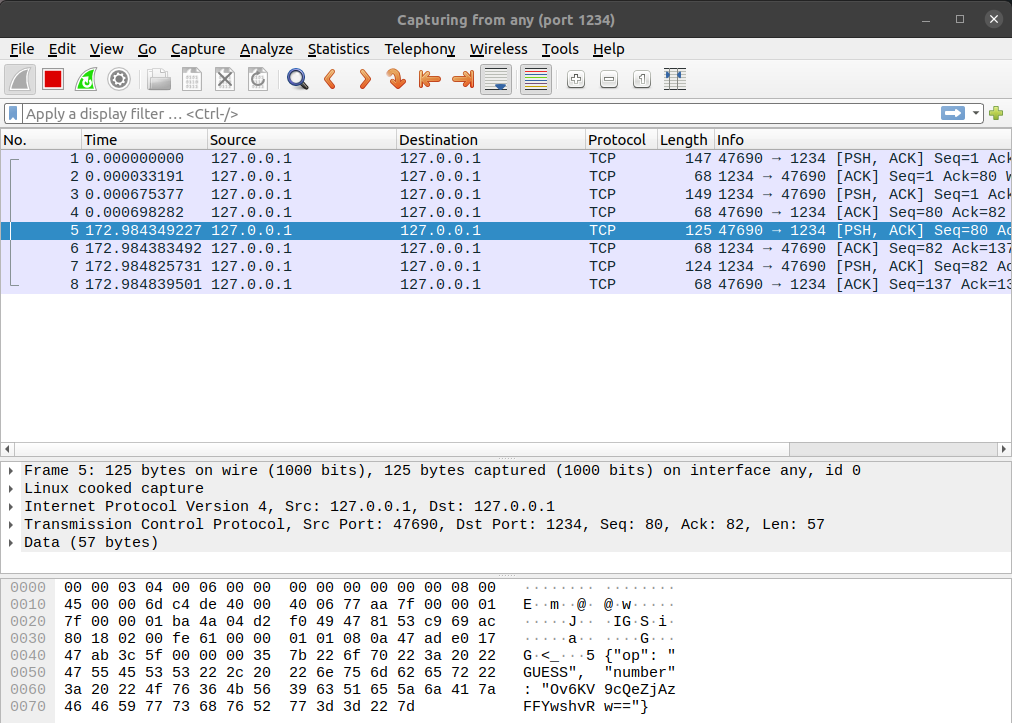 Capturing from any (port 1234)
File Edit View Go Capture Analyze Statistics Telephony Wireless Tools Help
Apply a display filter … <Ctrl-/>
No. Time Source Destination Protocol Length Info
1 0.000000000 127.0.0.1 127.0.0.1 TCP 147 47690 → 1234 [PSH, ACK] Seq=1 Ack
2 0.000033191 127.0.0.1 127.0.0.1 TCP 68 1234 → 47690 [ACK] Seq=1 Ack=80 W
3 0.000675377 127.0.0.1 127.0.0.1 TCP 149 1234 → 47690 [PSH, ACK] Seq=1 Ack
4 0.000698282 127.0.0.1 127.0.0.1 TCP 68 47690 → 1234 [ACK] Seq=80 Ack=82
5 172.984349227 127.0.0.1 127.0.0.1 TCP 125 47690 → 1234 [PSH, ACK] Seq=80 Ac
6 172.984383492 127.0.0.1 127.0.0.1 TCP 68 1234 → 47690 [ACK] Seq=82 Ack=137
7 172.984825731 127.0.0.1 127.0.0.1 TCP 124 1234 → 47690 [PSH, ACK] Seq=82 Ac
8 172.984839501 127.0.0.1 127.0.0.1 TCP 68 47690 → 1234 [ACK] Seq=137 Ack=13
Frame 5: 125 bytes on wire (1000 bits), 125 bytes captured (1000 bits) on interface any, id 0
Linux cooked capture
Internet Protocol Version 4, Src: 127.0.0.1, Dst: 127.0.0.1
Transmission Control Protocol, Src Port: 47690, Dst Port: 1234, Seq: 80, Ack: 82, Len: 57
Data (57 bytes)
0000 00 00 03 04 00 06 00 00 00 00 00 00 00 00 08 00 ········ ········
0010 45 00 00 6d c4 de 40 00 40 06 77 aa 7f 00 00 01 E··m··@· @·w·····
0020 7f 00 00 01 ba 4a 04 d2 f0 49 47 81 53 c9 69 ac ·····J·· ·IG·S·i·
0030 80 18 02 00 fe 61 00 00 01 01 08 0a 47 ad e0 17 ·····a·· ····G···
0040 47 ab 3c 5f 00 00 00 35 7b 22 6f 70 22 3a 20 22 G·<_···5 {"op": "
0050 47 55 45 53 53 22 2c 20 22 6e 75 6d 62 65 72 22 GUESS", "number"
0060 3a 20 22 4f 76 36 4b 56 39 63 51 65 5a 6a 41 7a : "Ov6KV 9cQeZjAz
0070 46 46 59 77 73 68 76 52 77 3d 3d 22 7d FFYwshvR w=="}